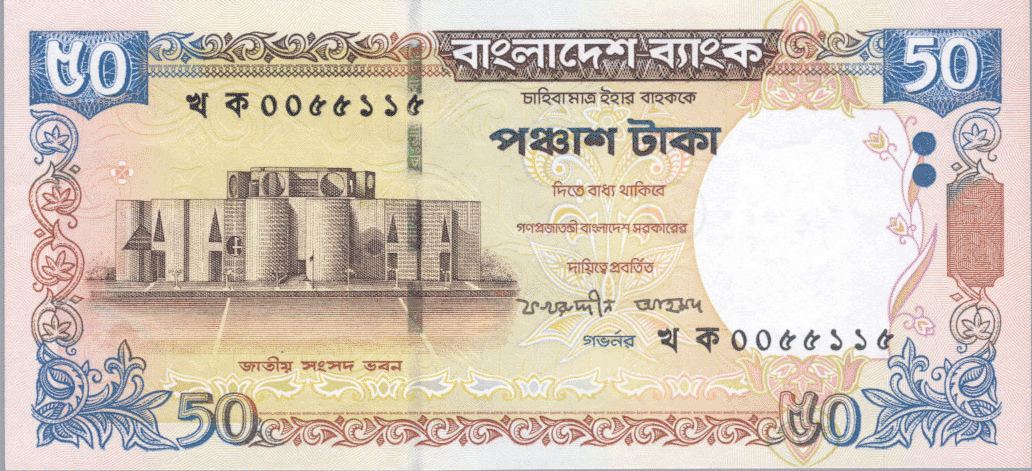 ৫০
বাংলাদেশ ব্যাংক
50
খ ক ০০৫৫১১৫
চাহিবামাত্র ইহার বাহককে
পঞ্চাশ টাকা
দিতে বাধ্য থাকিবে
গণপ্রজাতন্ত্রী বাংলাদেশ সরকারের
দায়িত্বে প্রবর্তিত
ফখরুদ্দীন আহমদ
গভর্নর
খ ক ০০৫৫১১৫
জাতীয় সংসদ ভবন
50
৫০